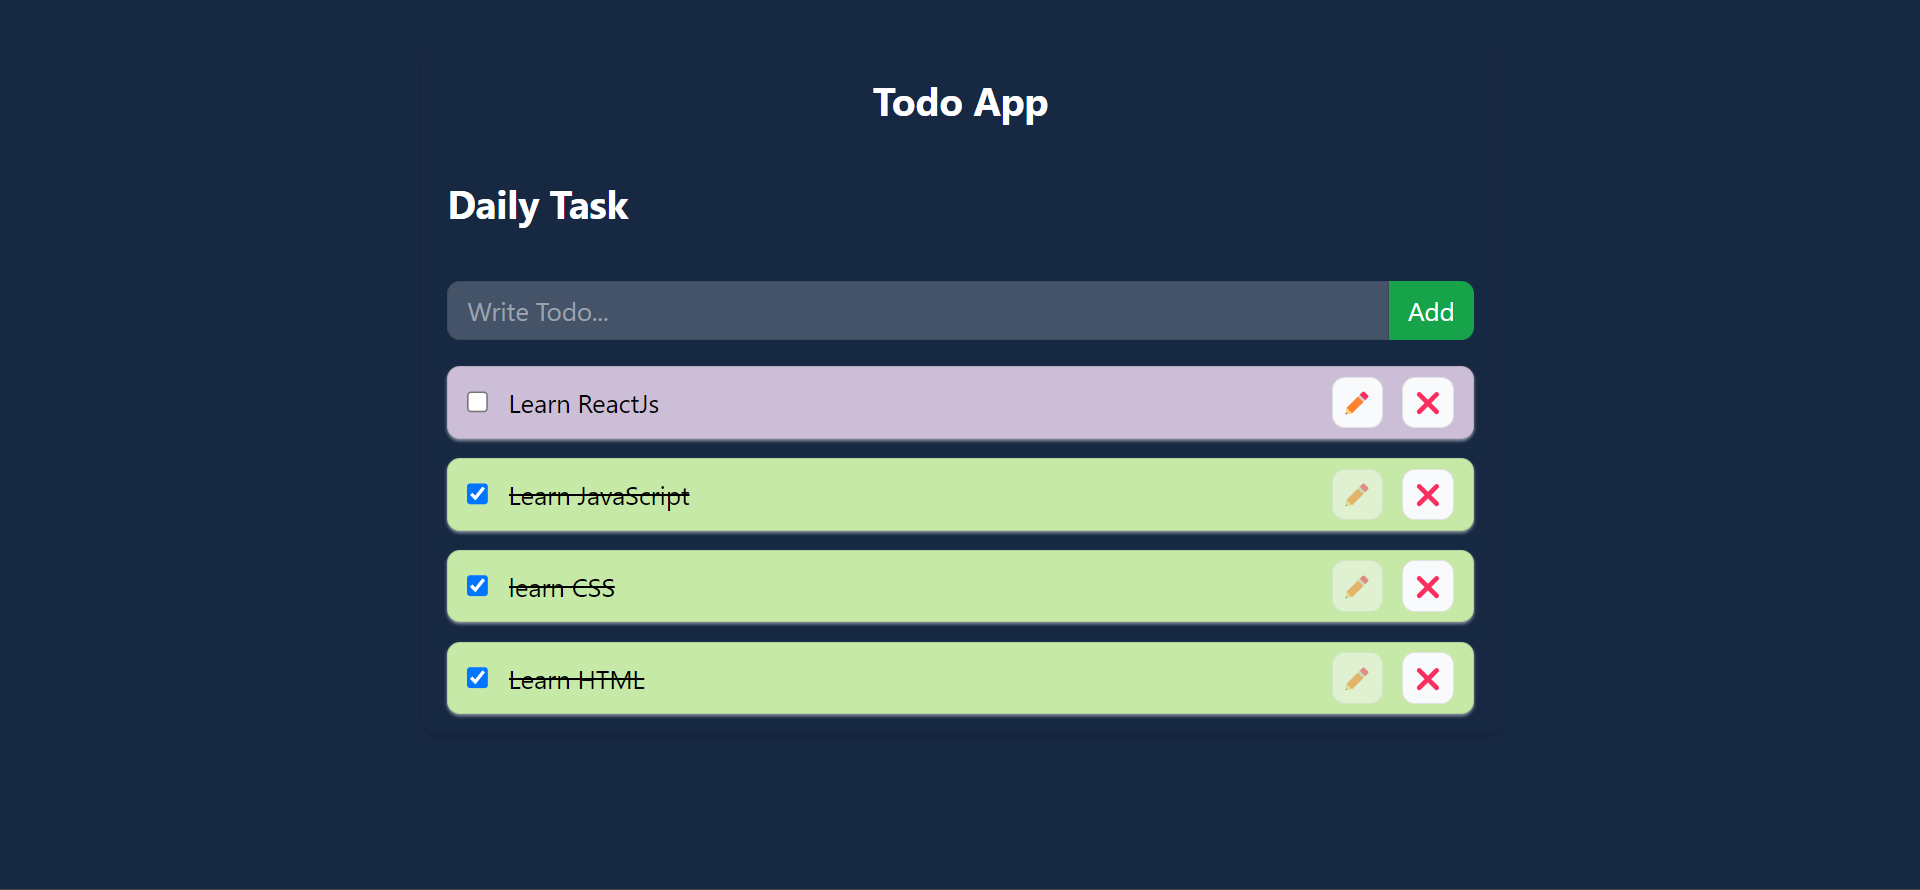 Todo App
Daily Task
Write Todo...
Add
Learn ReactJs
Learn JavaScript
learn CSS
Learn HTML